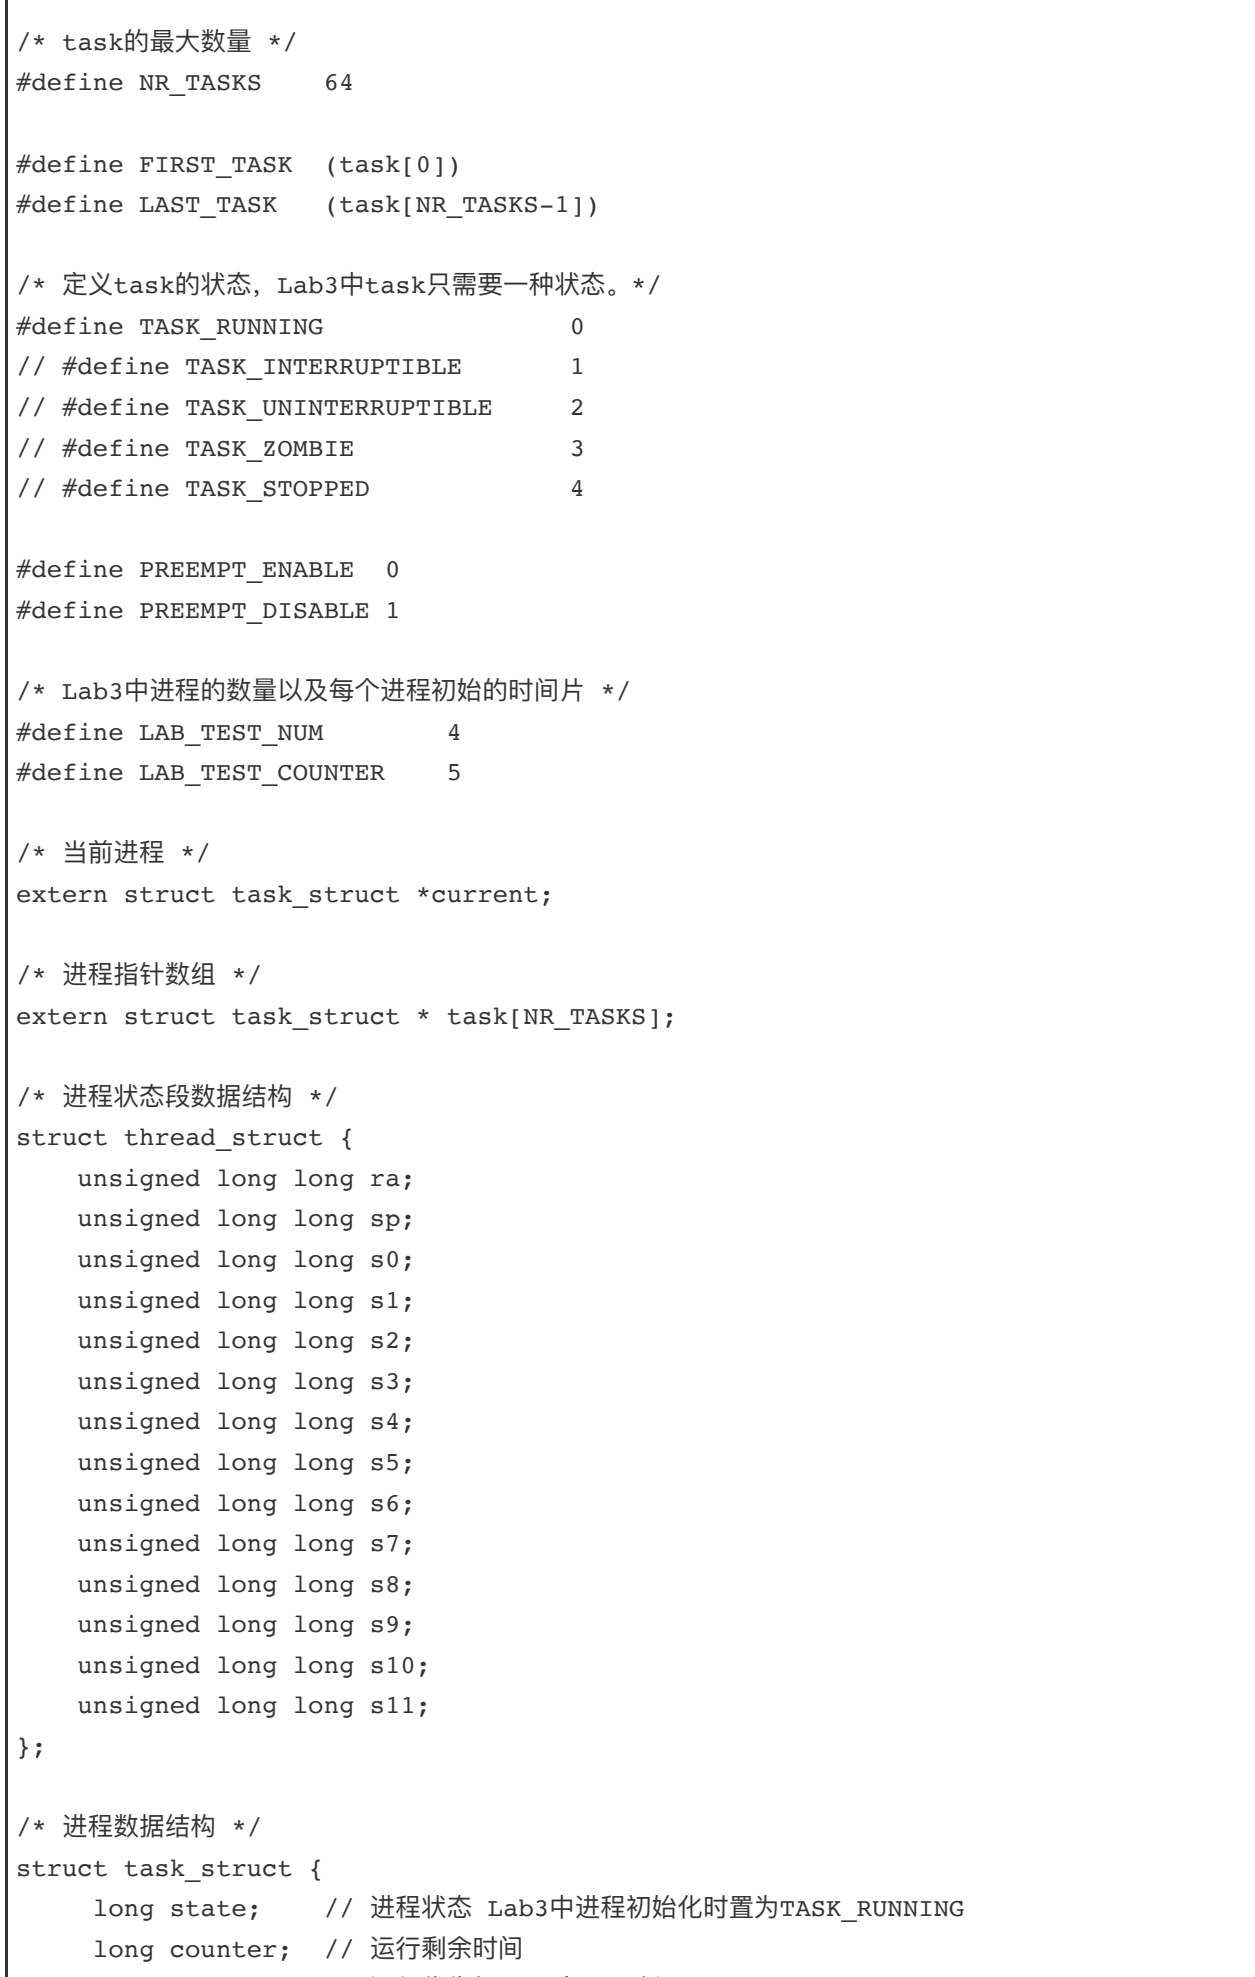 /* task的最大数量 */
#define NR_TASKS    64
#define FIRST_TASK  (task[0])
#define LAST_TASK   (task[NR_TASKS-1])
/* 定义task的状态，Lab3中task只需要一种状态。*/
#define TASK_RUNNING                0
// #define TASK_INTERRUPTIBLE       1
// #define TASK_UNINTERRUPTIBLE     2
// #define TASK_ZOMBIE              3
// #define TASK_STOPPED             4
#define PREEMPT_ENABLE  0
#define PREEMPT_DISABLE 1
/* Lab3中进程的数量以及每个进程初始的时间片 */
#define LAB_TEST_NUM        4
#define LAB_TEST_COUNTER    5
/* 当前进程 */
extern struct task_struct *current;
/* 进程指针数组 */
extern struct task_struct * task[NR_TASKS];
/* 进程状态段数据结构 */
struct thread_struct {
    unsigned long long ra;
    unsigned long long sp;
    unsigned long long s0;
    unsigned long long s1;
    unsigned long long s2;
    unsigned long long s3;
    unsigned long long s4;
    unsigned long long s5;
    unsigned long long s6;
    unsigned long long s7;
    unsigned long long s8;
    unsigned long long s9;
    unsigned long long s10;
    unsigned long long s11;
};
/* 进程数据结构 */
struct task_struct {
     long state;    // 进程状态 Lab3中进程初始化时置为TASK_RUNNING
     long counter;  // 运行剩余时间